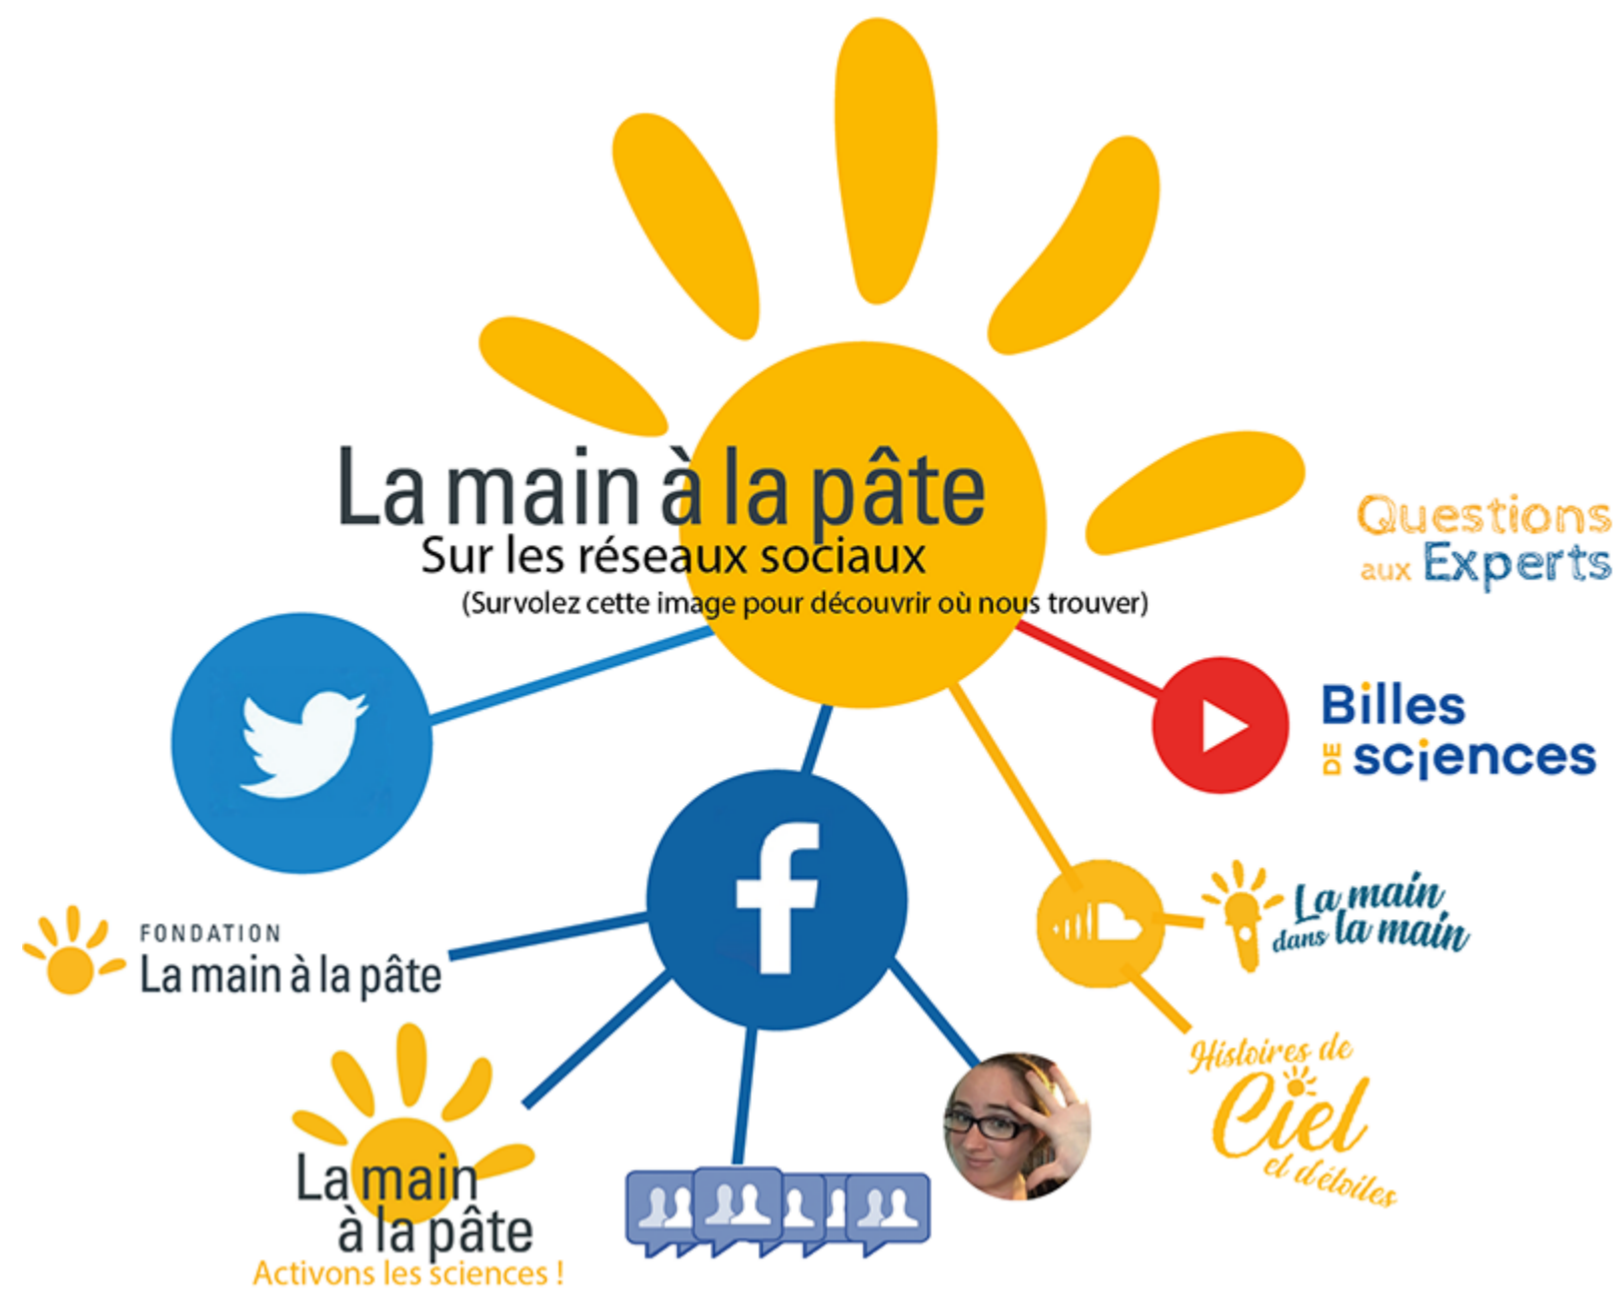 La main à la pâte
Sur les réseaux sociaux
(Survolez cette image pour découvrir où nous trouver)
Questions
aux Experts
Billes
DE sciences
FONDATION
La main à la pâte
La main
dans la main
Histoires de
Ciel
et d'étoiles
La main
à la pâte
Activons les sciences !